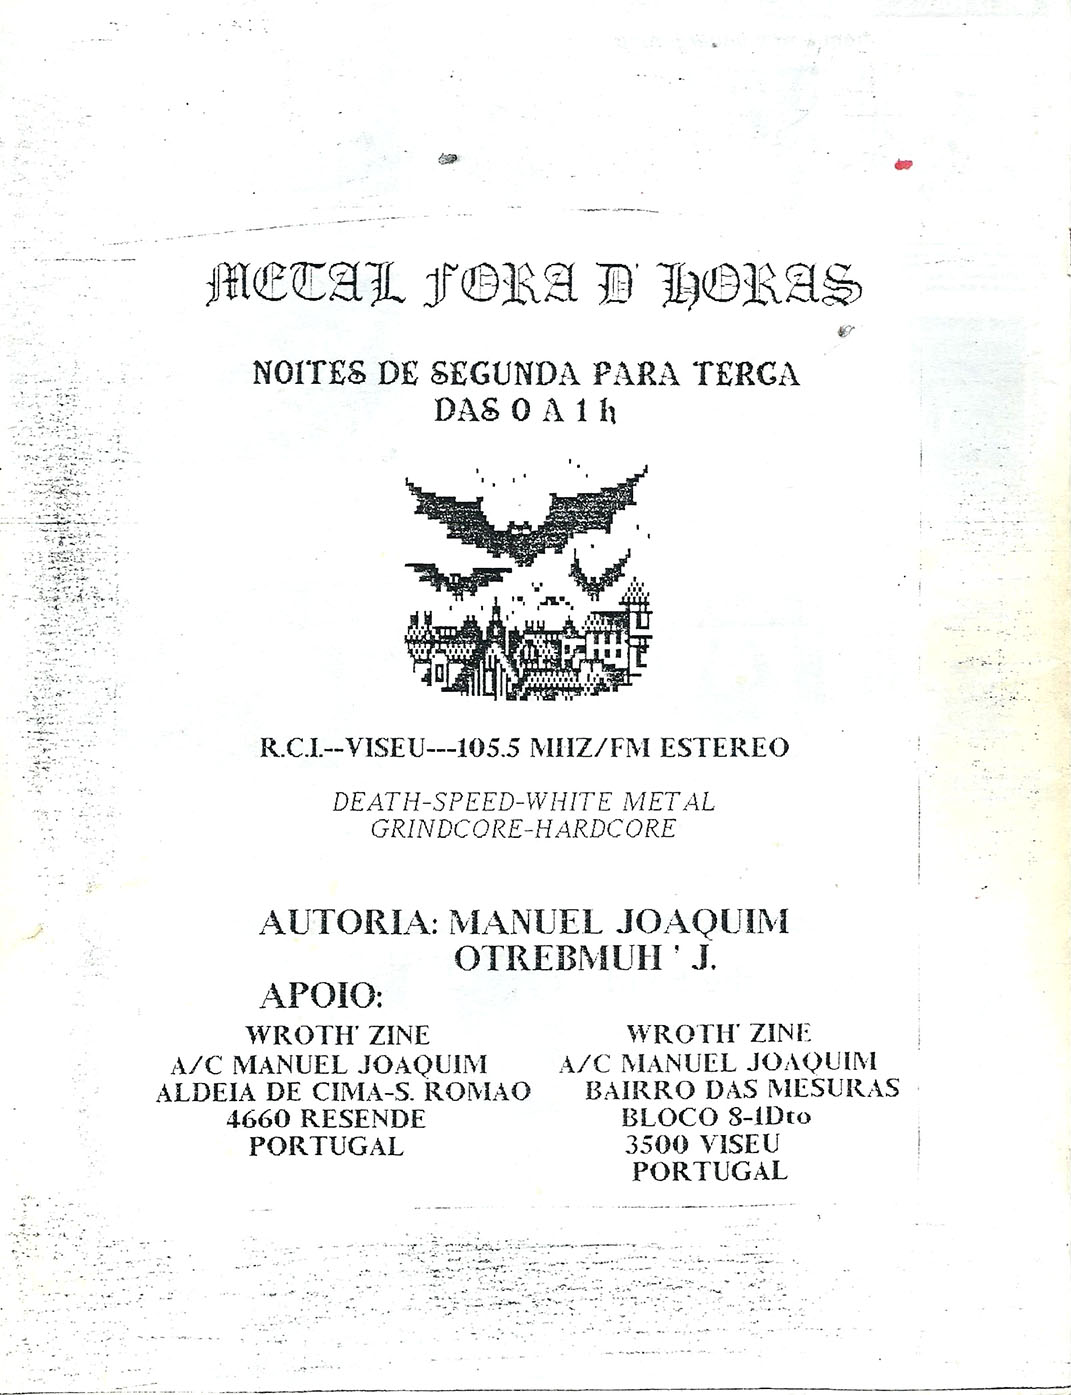 METAL FORA D' HORAS
NOITES DE SEGUNDA PARA TERCA
DAS 0 A 1 h
R.C.I.--VISEU---105.5 MHZ/FM ESTEREO
DEATH-SPEED-WHITE METAL
GRINDCORE-HARDCORE
AUTORIA: MANUEL JOAQUIM
OTREBMUH ' J.
APOIO:
WROTH' ZINE
A/C MANUEL JOAQUIM
ALDEIA DE CIMA-S. ROMAO
4660 RESENDE
PORTUGAL
WROTH' ZINE
A/C MANUEL JOAQUIM
BAIRRO DAS MESURAS
BLOCO 8-1Dto
3500 VISEU
PORTUGAL